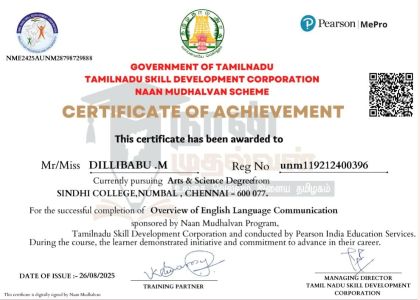 Pearson | MePro
NME2425AUNM28798729888
GOVERNMENT OF TAMILNADU
TAMILNADU SKILL DEVELOPMENT CORPORATION
NAAN MUDHALVAN SCHEME
CERTIFICATE OF ACHIEVEMENT
This certificate has been awarded to
Mr/Miss DILLIBABU .M Reg No unm119212400396
Currently pursuing Arts & Science Degreefrom
SINDHI COLLEGE,NUMBAL , CHENNAI - 600 077.
For the successful completion of Overview of English Language Communication
sponsored by Naan Mudhalvan Program,
Tamilnadu Skill Development Corporation and conducted by Pearson India Education Services.
During the course, the learner demonstrated initiative and commitment to advance in their career.
DATE OF ISSUE : - 26/08/2025
TRAINING PARTNER
MANAGING DIRECTOR
TAMIL NADU SKILL DEVELOPMENT
CORPORATION
This certificate is digitally signed by Naan Mudhalvan